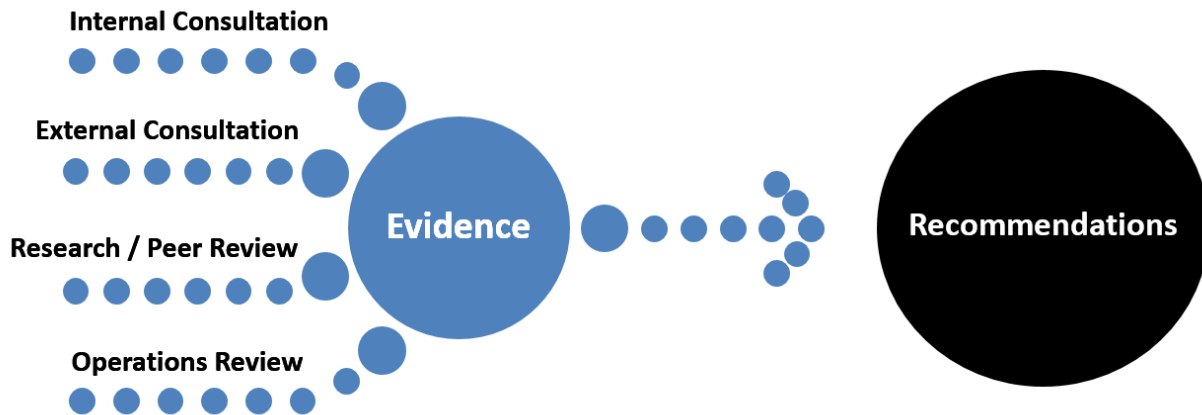 Internal Consultation
External Consultation
Research / Peer Review
Operations Review
Evidence
Recommendations